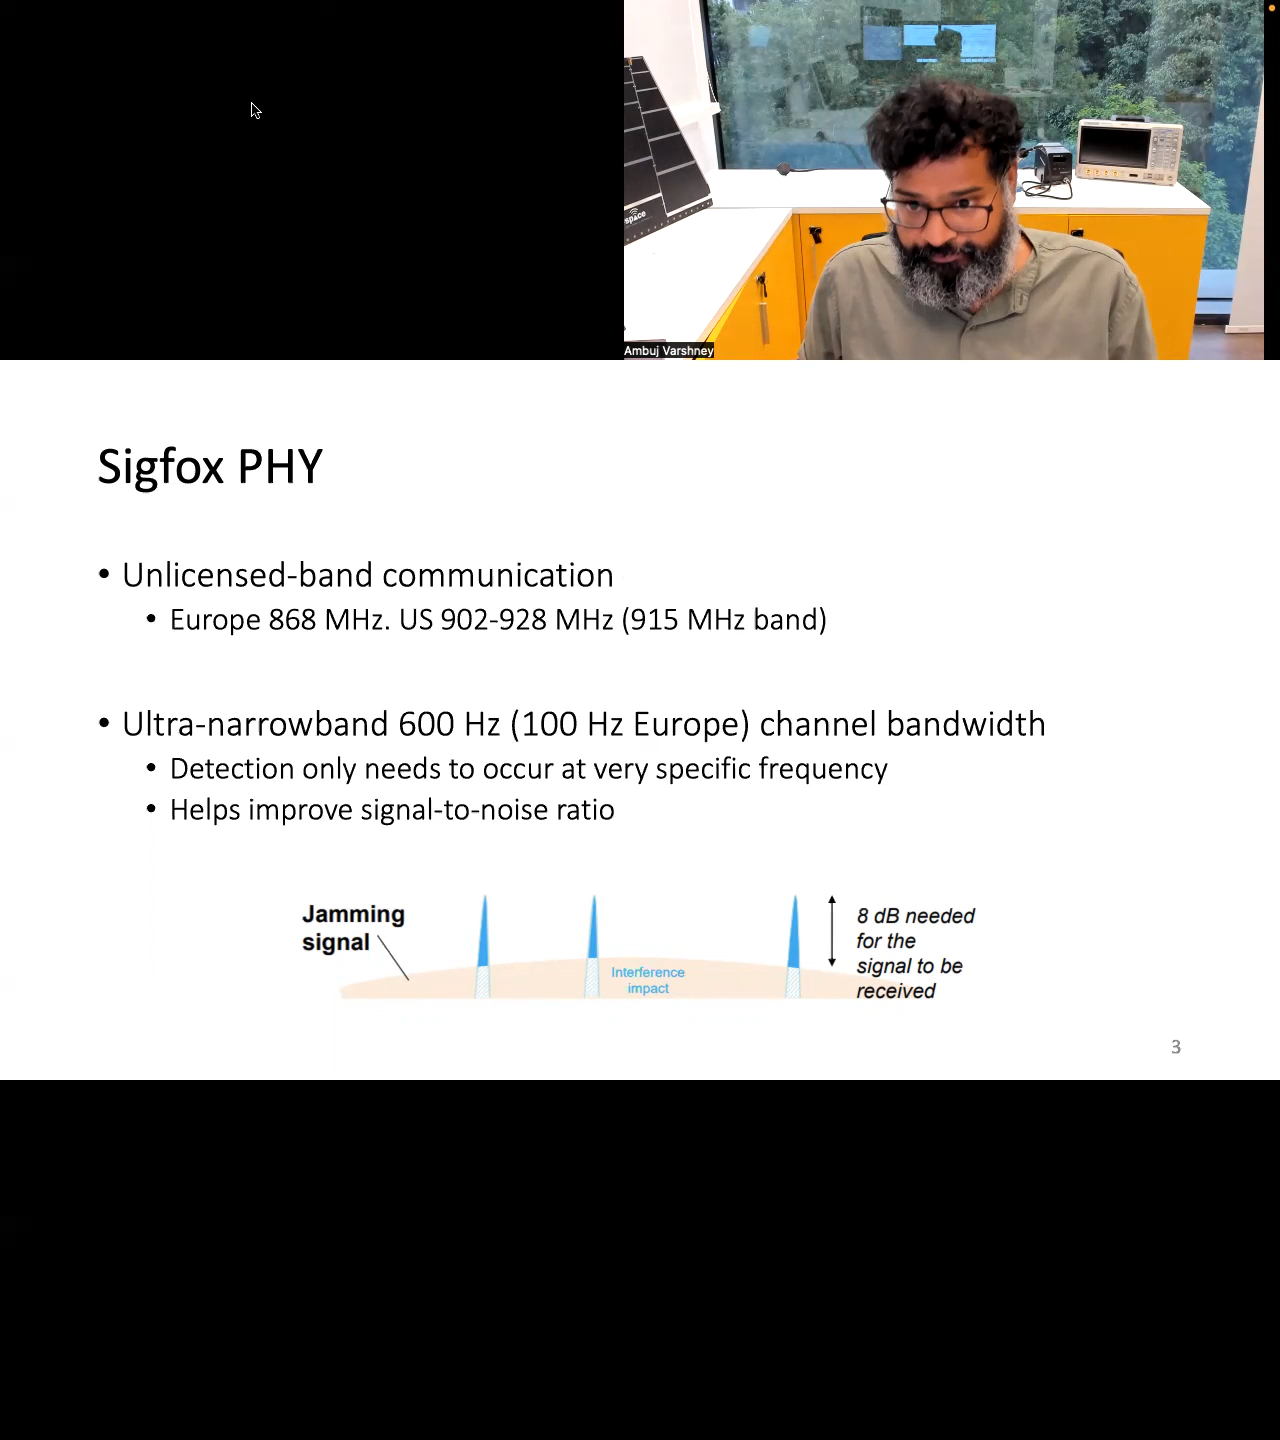 space
Ambuj Varshney
Sigfox PHY
• Unlicensed-band communication
• Europe 868 MHz. US 902-928 MHz (915 MHz band)
• Ultra-narrowband 600 Hz (100 Hz Europe) channel bandwidth
• Detection only needs to occur at very specific frequency
• Helps improve signal-to-noise ratio
Jamming
signal
Interference
impact
8 dB needed
for the
signal to be
received
3